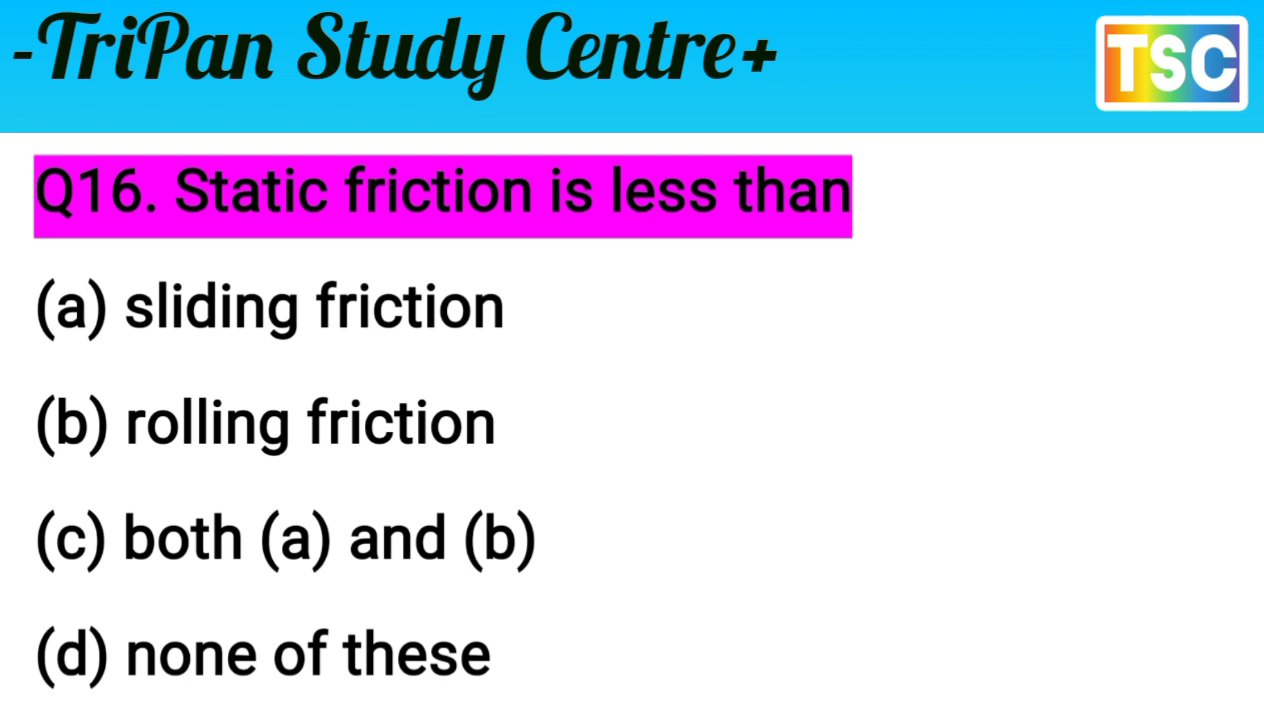 -TriPan Study Centre+
TSC
Q16. Static friction is less than
(a) sliding friction
(b) rolling friction
(c) both (a) and (b)
(d) none of these